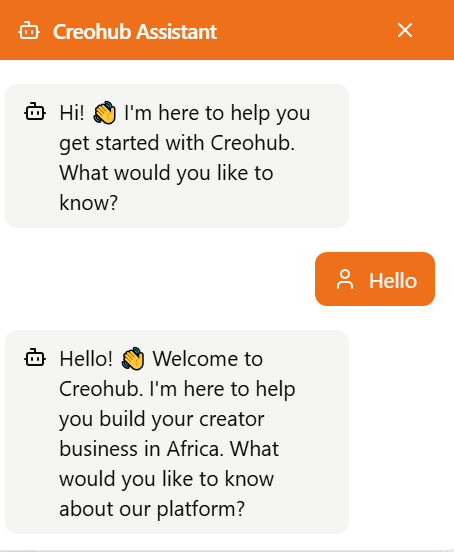 Creohub Assistant
Hi! 👋 I'm here to help you
get started with Creohub.
What would you like to
know?
Hello
Hello! 👋 Welcome to
Creohub. I'm here to help
you build your creator
business in Africa. What
would you like to know
about our platform?